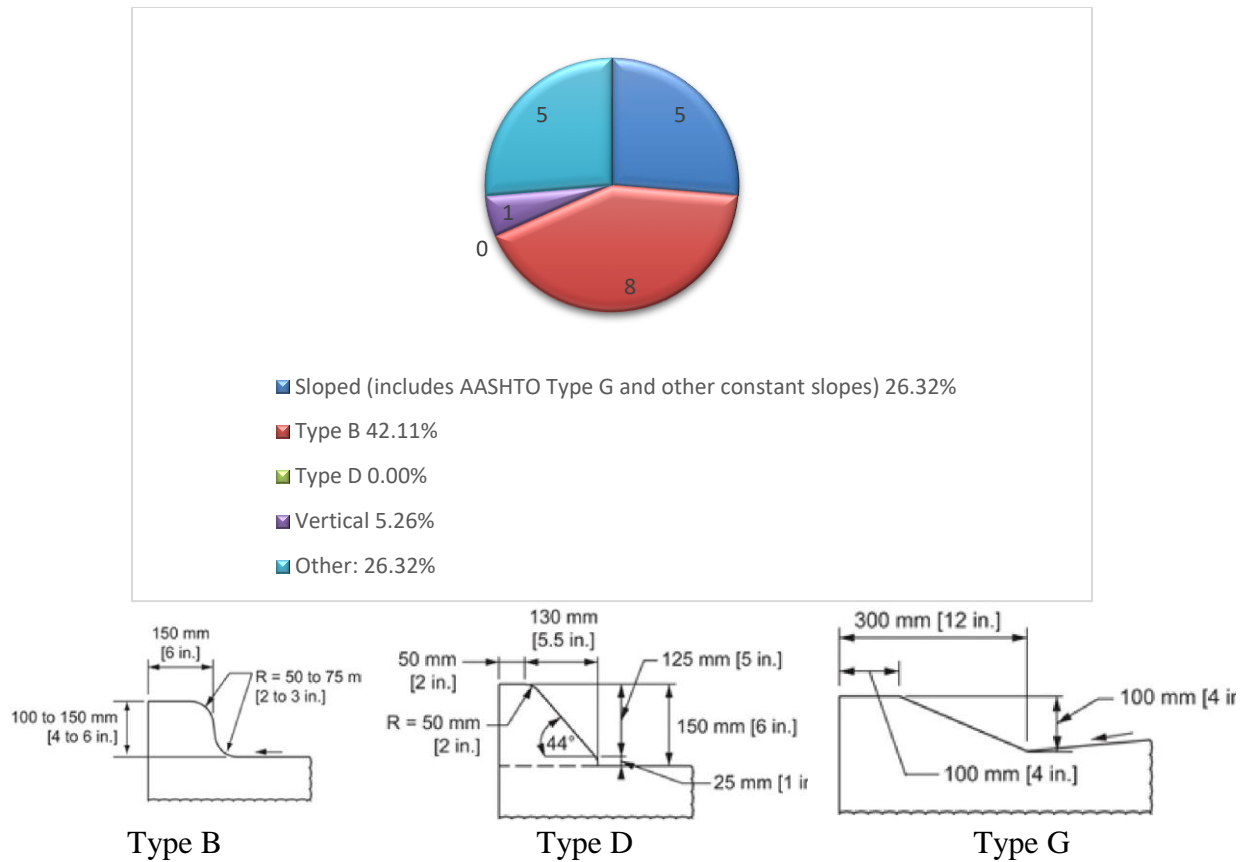 5
5
1
0
8
Sloped (includes AASHTO Type G and other constant slopes) 26.32%
Type B 42.11%
Type D 0.00%
Vertical 5.26%
Other: 26.32%
150 mm
[6 in.]
R = 50 to 75 m
[2 to 3 in.]
100 to 150 mm
[4 to 6 in.]
Type B
130 mm
[5.5 in.]
50 mm
[2 in.]
125 mm [5 in.]
R = 50 mm
[2 in.]
150 mm [6 in.]
44°
25 mm [1 ir
Type D
300 mm [12 in.]
100 mm [4 ir
100 mm [4 in.]
Type G